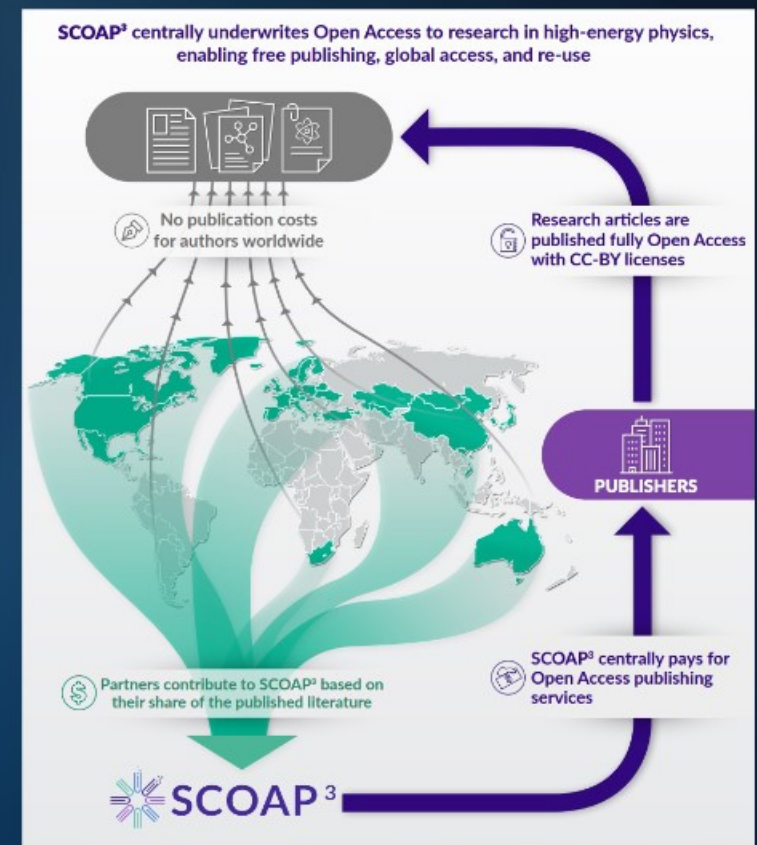 SCOAP³ centrally underwrites Open Access to research in high-energy physics,
enabling free publishing, global access, and re-use
No publication costs
for authors worldwide
Research articles are
published fully Open Access
with CC-BY licenses
PUBLISHERS
SCOAP³ centrally pays for
Open Access publishing
services
Partners contribute to SCOAP³ based on
their share of the published literature
SCOAP³